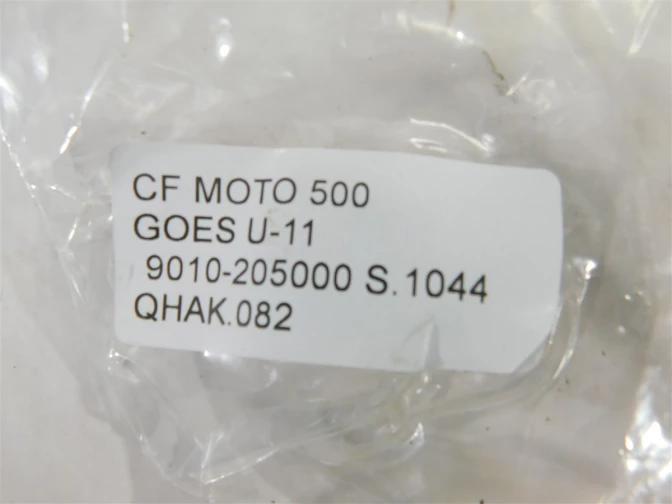 CF MOTO 500
GOES U-11
9010-205000 S.1044
QHAK.082